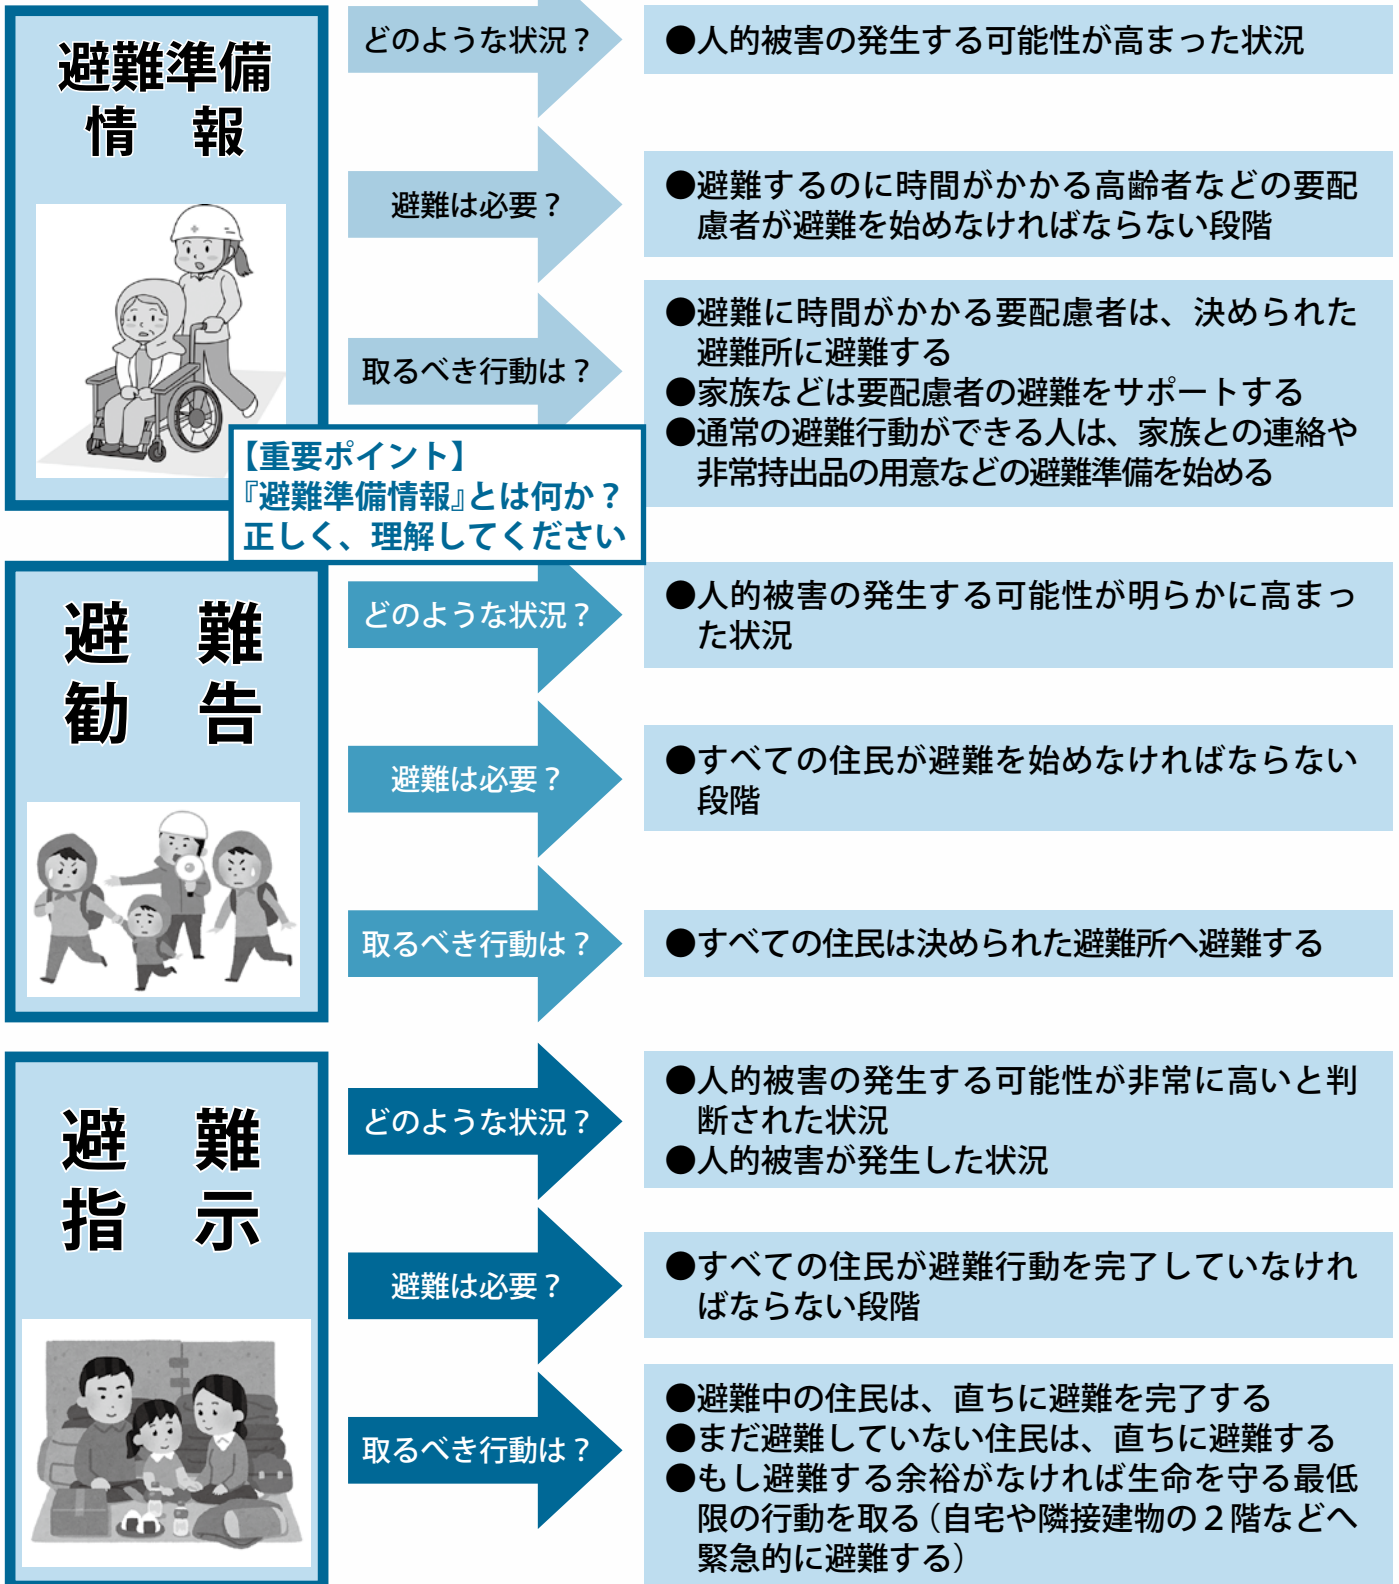 避難準備
情　報
どのような状況？
●人的被害の発生する可能性が高まった状況
避難は必要？
●避難するのに時間がかかる高齢者などの要配
慮者が避難を始めなければならない段階
取るべき行動は？
●避難に時間がかかる要配慮者は、決められた
避難所に避難する
●家族などは要配慮者の避難をサポートする
●通常の避難行動ができる人は、家族との連絡や
非常持出品の用意などの避難準備を始める
【重要ポイント】
『避難準備情報』とは何か？
正しく、理解してください
避　難
勧　告
どのような状況？
●人的被害の発生する可能性が明らかに高まっ
た状況
避難は必要？
●すべての住民が避難を始めなければならない
段階
取るべき行動は？
●すべての住民は決められた避難所へ避難する
避　難
指　示
どのような状況？
●人的被害の発生する可能性が非常に高いと判
断された状況
●人的被害が発生した状況
避難は必要？
●すべての住民が避難行動を完了していなけれ
ばならない段階
取るべき行動は？
●避難中の住民は、直ちに避難を完了する
●まだ避難していない住民は、直ちに避難する
●もし避難する余裕がなければ生命を守る最低
限の行動を取る（自宅や隣接建物の２階などへ
緊急的に避難する）